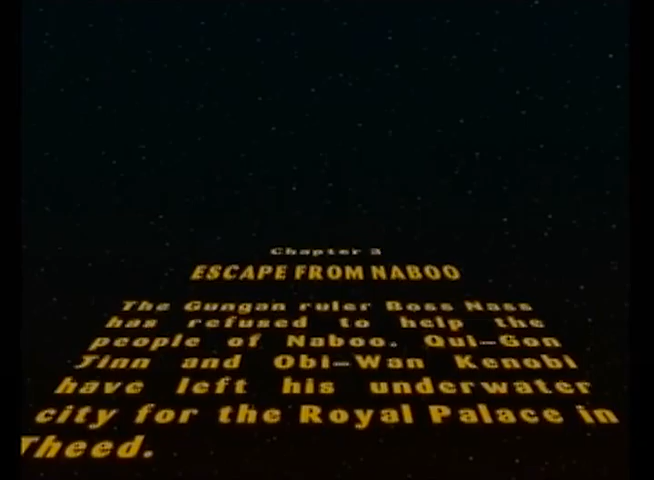 Chapter 3
ESCAPE FROM NABOO
The Gungan ruler Boss Nass
has refused to help the
people of Naboo. Qui-Gon
Jinn and Obi-Wan Kenobi
have left his underwater
city for the Royal Palace in
Theed.